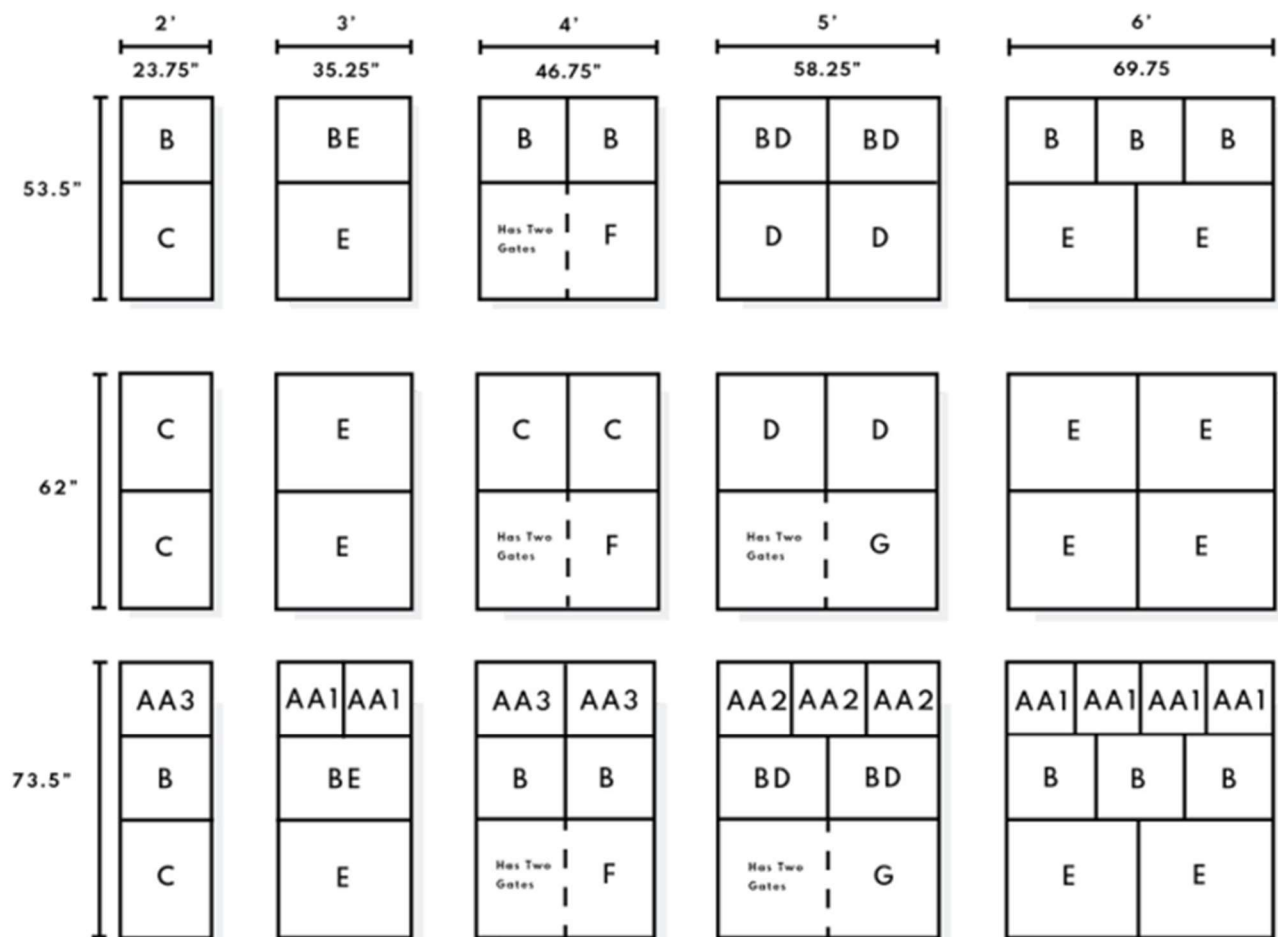 2' 3' 4' 5' 6'
23.75" 35.25" 46.75" 58.25" 69.75
B BE B B BD BD B B B
53.5"
C E Has Two Gates F D D E E
C E C C D D E E
62"
C E Has Two Gates F Has Two Gates G E E
AA3 AA1 AA1 AA3 AA3 AA2 AA2 AA2 AA1 AA1 AA1 AA1
73.5" B BE B B BD BD B B B
C E Has Two Gates F Has Two Gates G E E